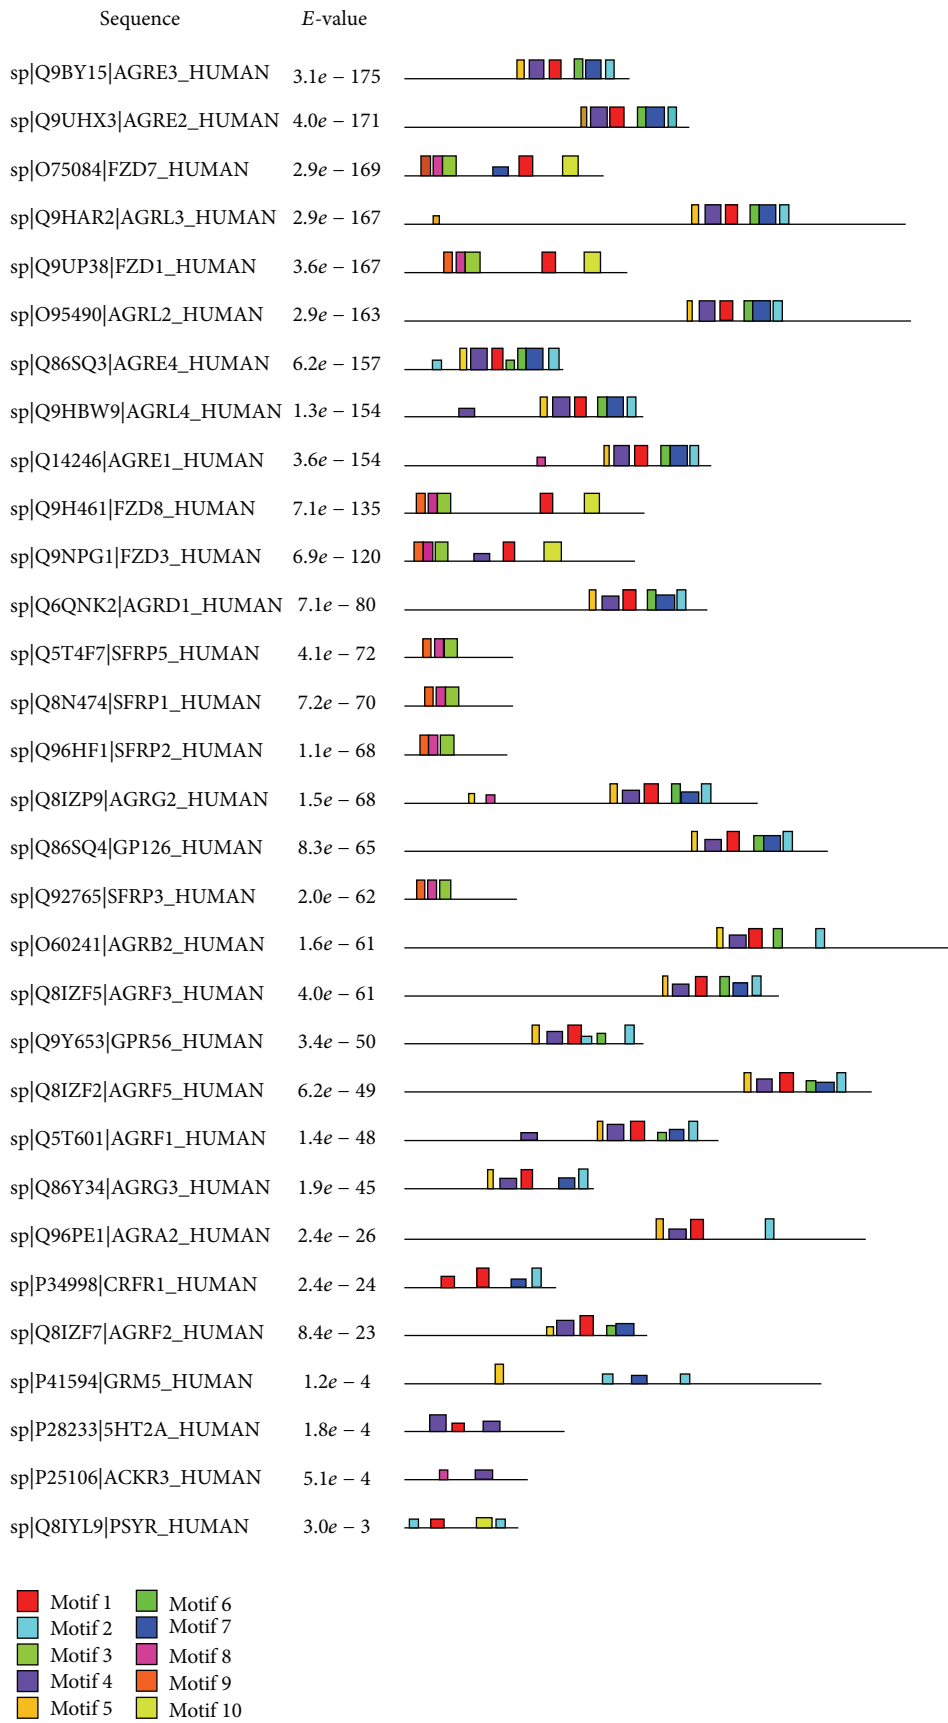 Sequence E-value
sp|Q9BY15|AGRE3_HUMAN 3.1e − 175
sp|Q9UHX3|AGRE2_HUMAN 4.0e − 171
sp|O75084|FZD7_HUMAN 2.9e − 169
sp|Q9HAR2|AGRL3_HUMAN 2.9e − 167
sp|Q9UP38|FZD1_HUMAN 3.6e − 167
sp|O95490|AGRL2_HUMAN 2.9e − 163
sp|Q86SQ3|AGRE4_HUMAN 6.2e − 157
sp|Q9HBW9|AGRL4_HUMAN 1.3e − 154
sp|Q14246|AGRE1_HUMAN 3.6e − 154
sp|Q9H461|FZD8_HUMAN 7.1e − 135
sp|Q9NPG1|FZD3_HUMAN 6.9e − 120
sp|Q6QNK2|AGRD1_HUMAN 7.1e − 80
sp|Q5T4F7|SFRP5_HUMAN 4.1e − 72
sp|Q8N474|SFRP1_HUMAN 7.2e − 70
sp|Q96HF1|SFRP2_HUMAN 1.1e − 68
sp|Q8IZP9|AGRG2_HUMAN 1.5e − 68
sp|Q86SQ4|GP126_HUMAN 8.3e − 65
sp|Q92765|SFRP3_HUMAN 2.0e − 62
sp|O60241|AGRB2_HUMAN 1.6e − 61
sp|Q8IZF5|AGRF3_HUMAN 4.0e − 61
sp|Q9Y653|GPR56_HUMAN 3.4e − 50
sp|Q8IZF2|AGRF5_HUMAN 6.2e − 49
sp|Q5T601|AGRF1_HUMAN 1.4e − 48
sp|Q86Y34|AGRG3_HUMAN 1.9e − 45
sp|Q96PE1|AGRA2_HUMAN 2.4e − 26
sp|P34998|CRFR1_HUMAN 2.4e − 24
sp|Q8IZF7|AGRF2_HUMAN 8.4e − 23
sp|P41594|GRM5_HUMAN 1.2e − 4
sp|P28233|5HT2A_HUMAN 1.8e − 4
sp|P25106|ACKR3_HUMAN 5.1e − 4
sp|Q8IYL9|PSYR_HUMAN 3.0e − 3
Motif 1 Motif 6
Motif 2 Motif 7
Motif 3 Motif 8
Motif 4 Motif 9
Motif 5 Motif 10